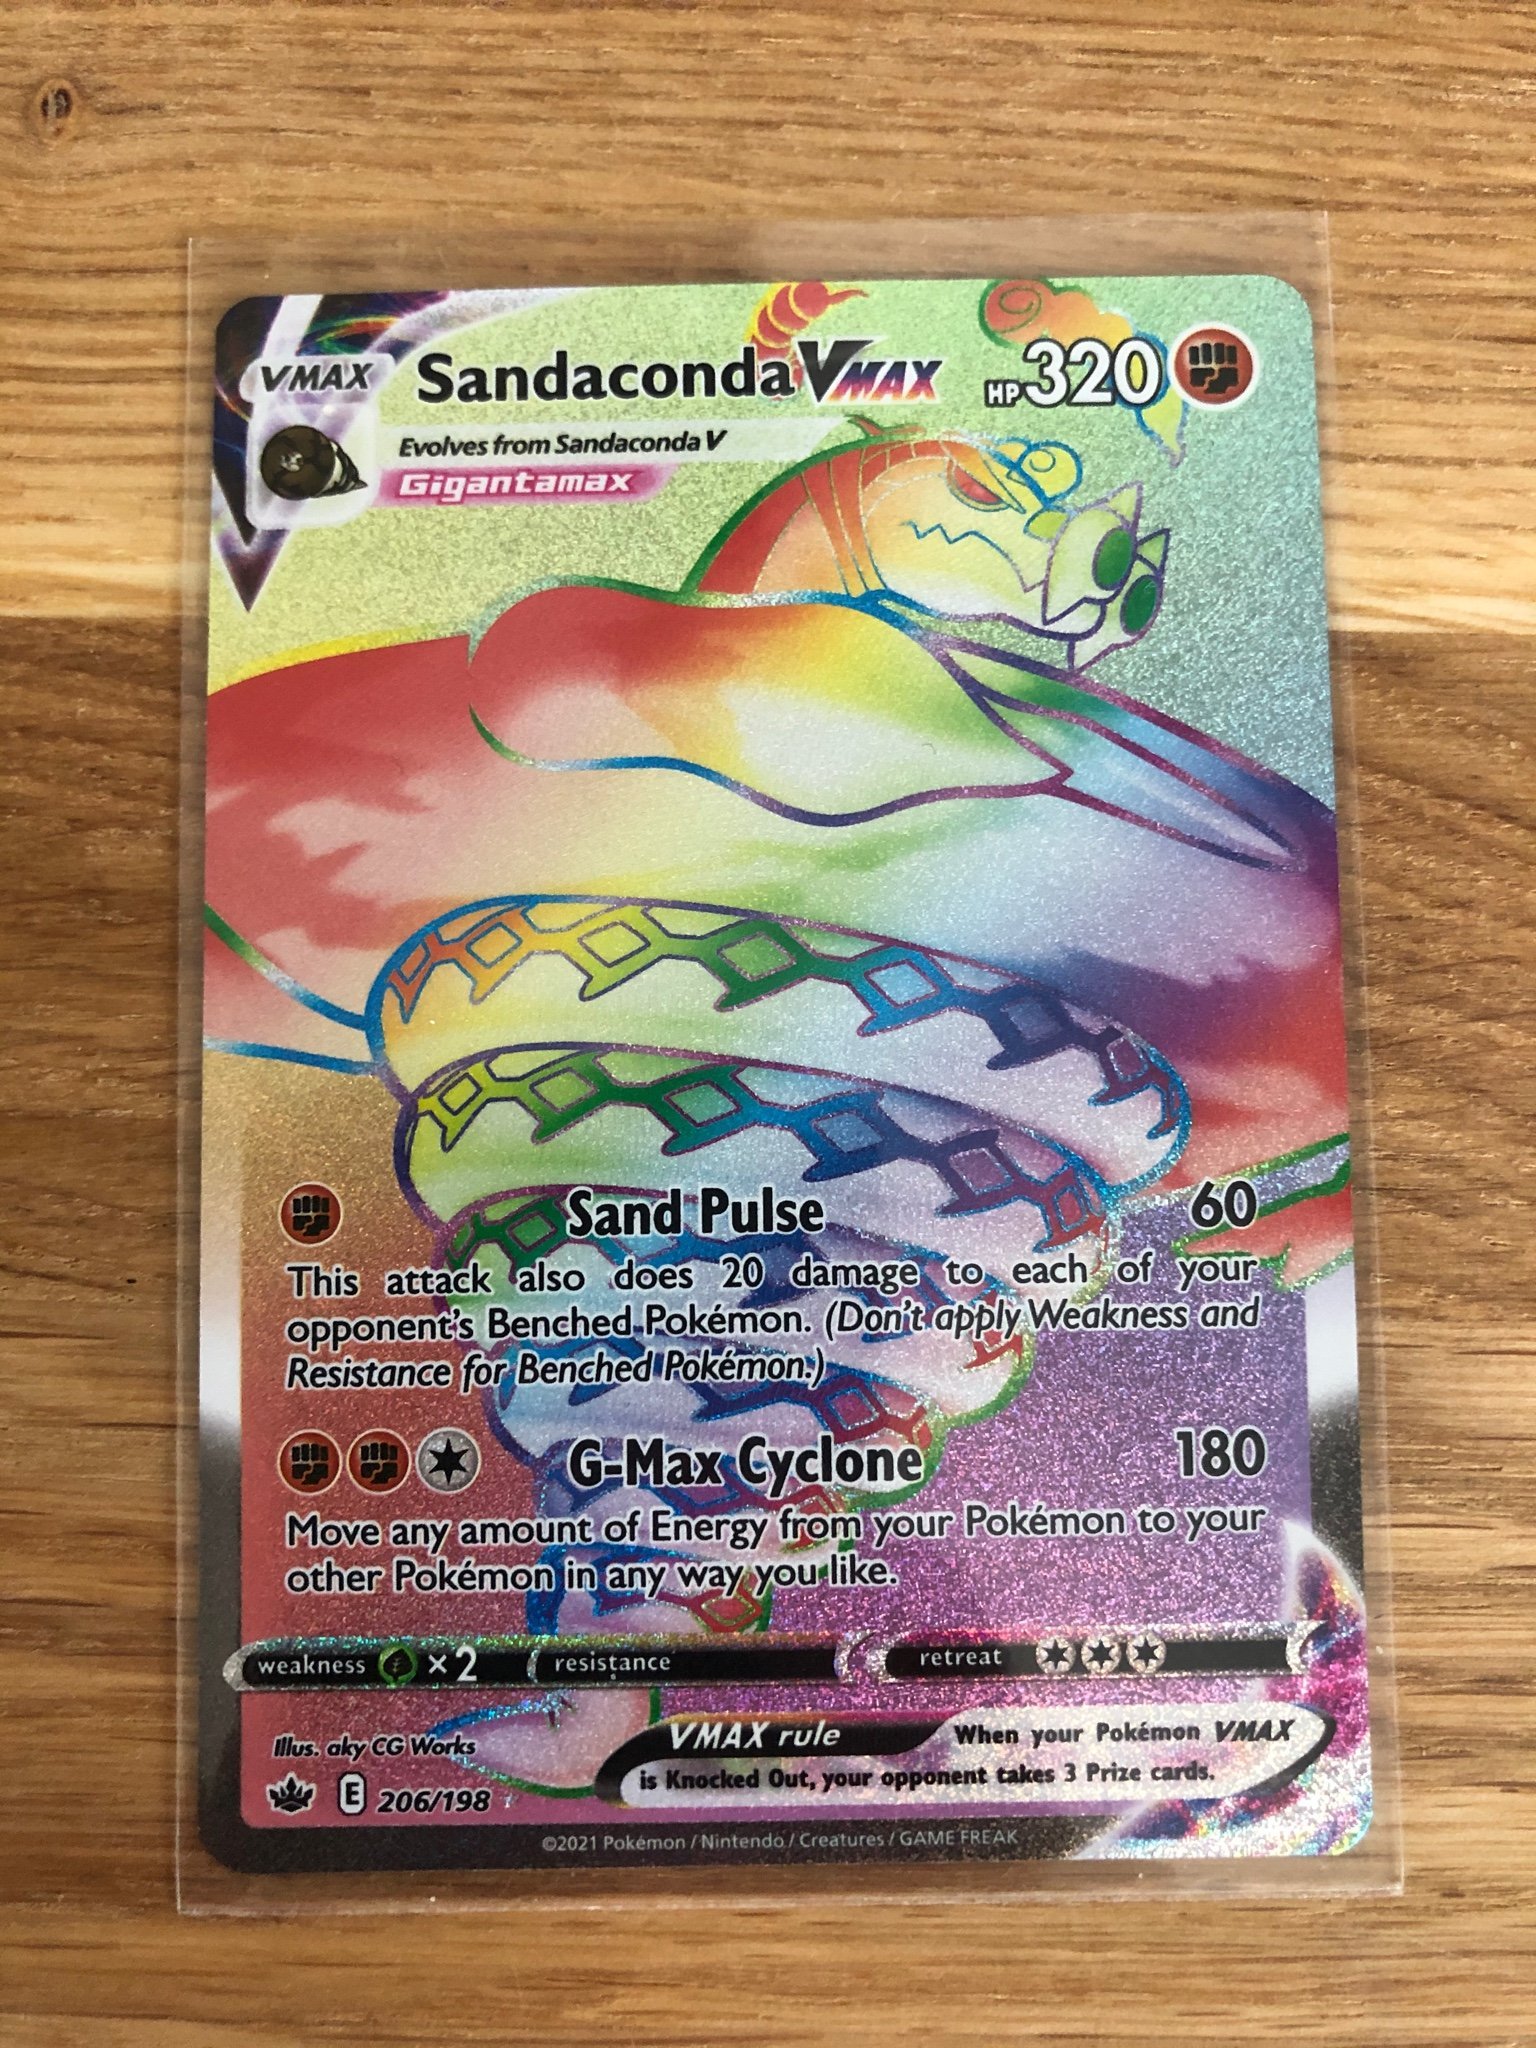 VMAX
Sandaconda VMAX HP 320
Evolves from Sandaconda V
Gigantamax
Sand Pulse 60
This attack also does 20 damage to each of your
opponent's Benched Pokémon. (Don't apply Weakness and
Resistance for Benched Pokémon.)
G-Max Cyclone 180
Move any amount of Energy from your Pokémon to your
other Pokémon in any way you like.
weakness ×2 resistance retreat
Illus. aky CG Works
VMAX rule When your Pokémon VMAX
is Knocked Out, your opponent takes 3 Prize cards.
E 206/198
©2021 Pokémon / Nintendo / Creatures / GAME FREAK